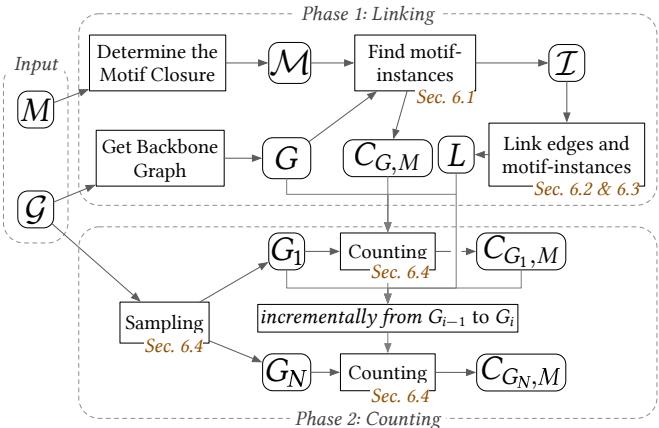 Phase 1: Linking
Input
Determine the
Motif Closure
ℳ
Find motif-
instances
Sec. 6.1
ℐ
M
Get Backbone
Graph
G
C_{G,M}
L
Link edges and
motif-instances
Sec. 6.2 & 6.3
𝒢
G_1
Counting
Sec. 6.4
C_{G_1,M}
Sampling
Sec. 6.4
incrementally from G_{i−1} to G_i
G_N
Counting
Sec. 6.4
C_{G_N,M}
Phase 2: Counting